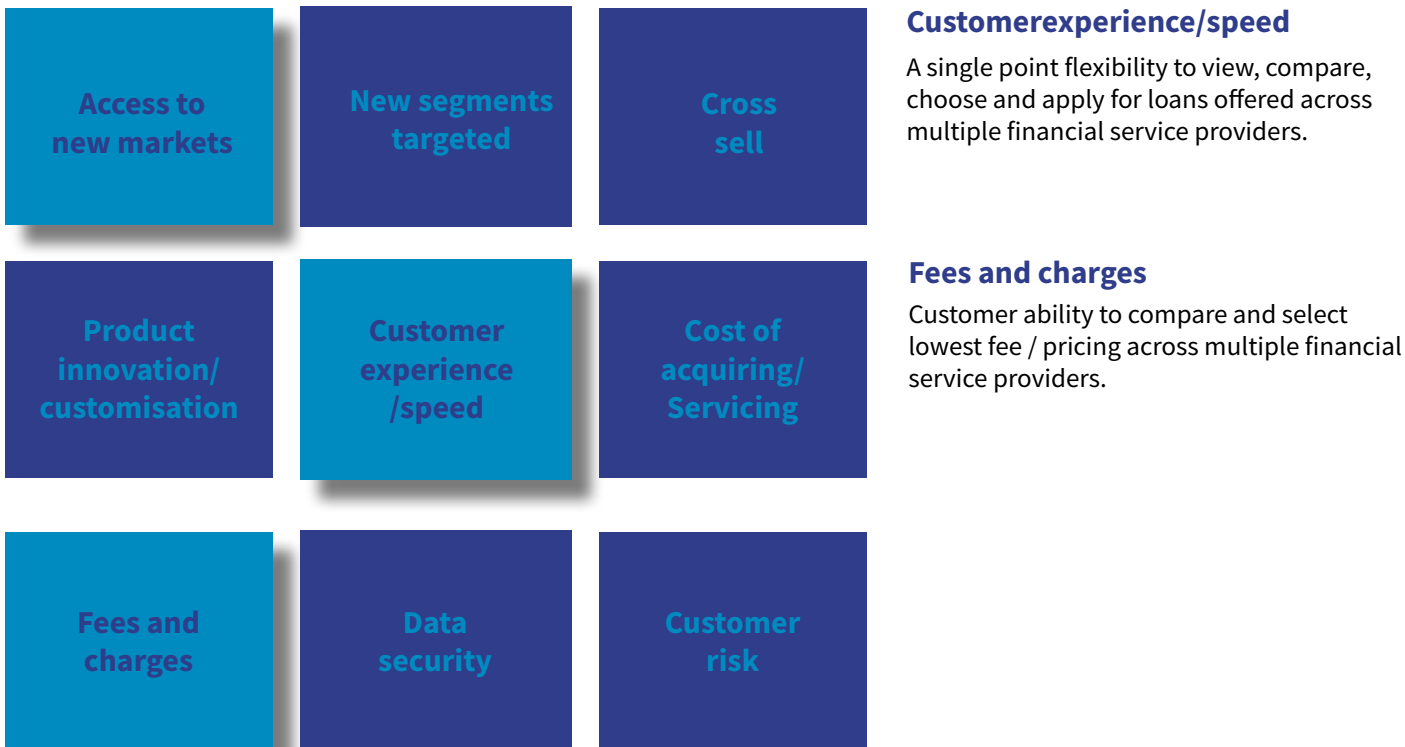 Access to
new markets
New segments
targeted
Cross
sell
Product
innovation/
customisation
Customer
experience
/speed
Cost of
acquiring/
Servicing
Fees and
charges
Data
security
Customer
risk
Customerexperience/speed
A single point flexibility to view, compare,
choose and apply for loans offered across
multiple financial service providers.
Fees and charges
Customer ability to compare and select
lowest fee / pricing across multiple financial
service providers.